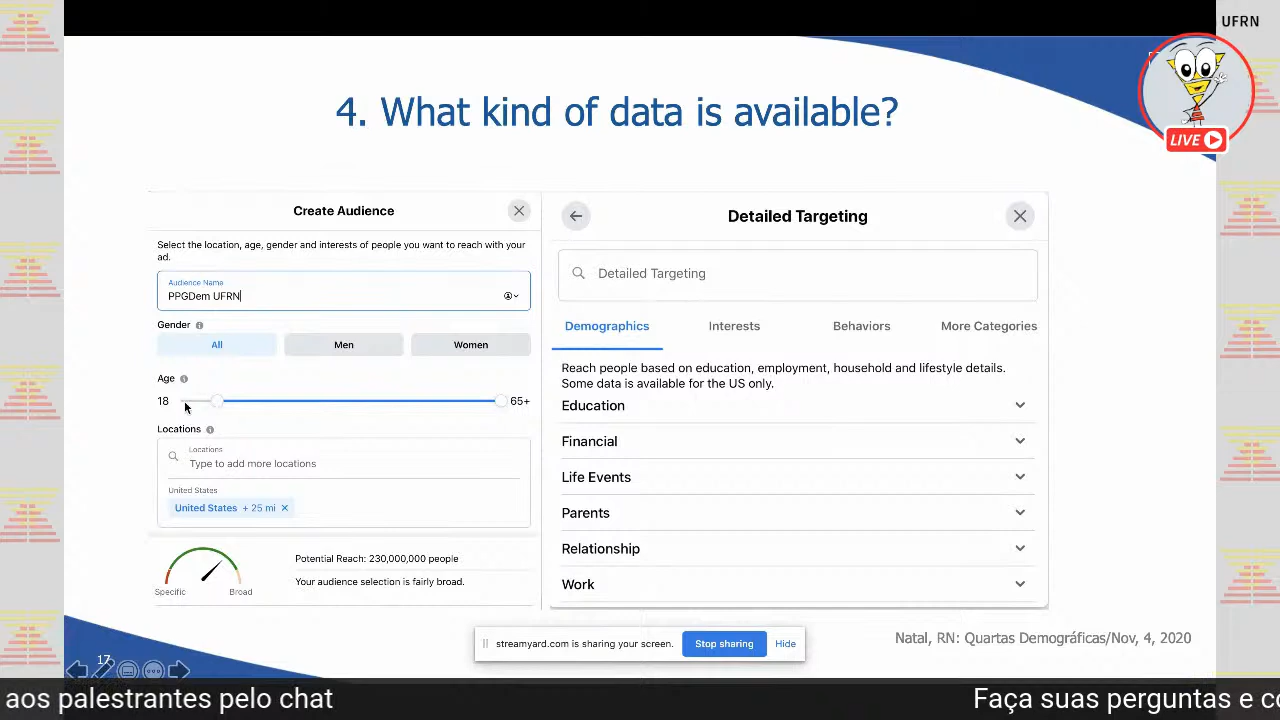 UFRN
LIVE
4. What kind of data is available?
Create Audience
Select the location, age, gender and interests of people you want to reach with your
ad.
Audience Name
PPGDem UFRN
Gender
All
Men
Women
Age
18
65+
Locations
Locations
Type to add more locations
United States
United States + 25 mi
Potential Reach: 230,000,000 people
Your audience selection is fairly broad.
Specific
Broad
Detailed Targeting
Detailed Targeting
Demographics
Interests
Behaviors
More Categories
Reach people based on education, employment, household and lifestyle details.
Some data is available for the US only.
Education
Financial
Life Events
Parents
Relationship
Work
Natal, RN: Quartas Demográficas/Nov, 4, 2020
streamyard.com is sharing your screen.
Stop sharing
Hide
17
aos palestrantes pelo chat
Faça suas perguntas e co